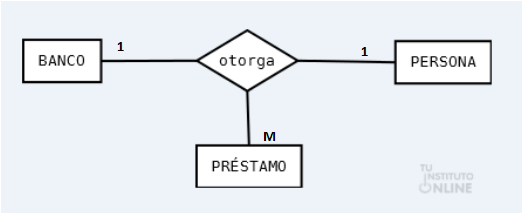 BANCO
1
otorga
1
PERSONA
M
PRÉSTAMO
TU
INSTITUTO
ONLINE